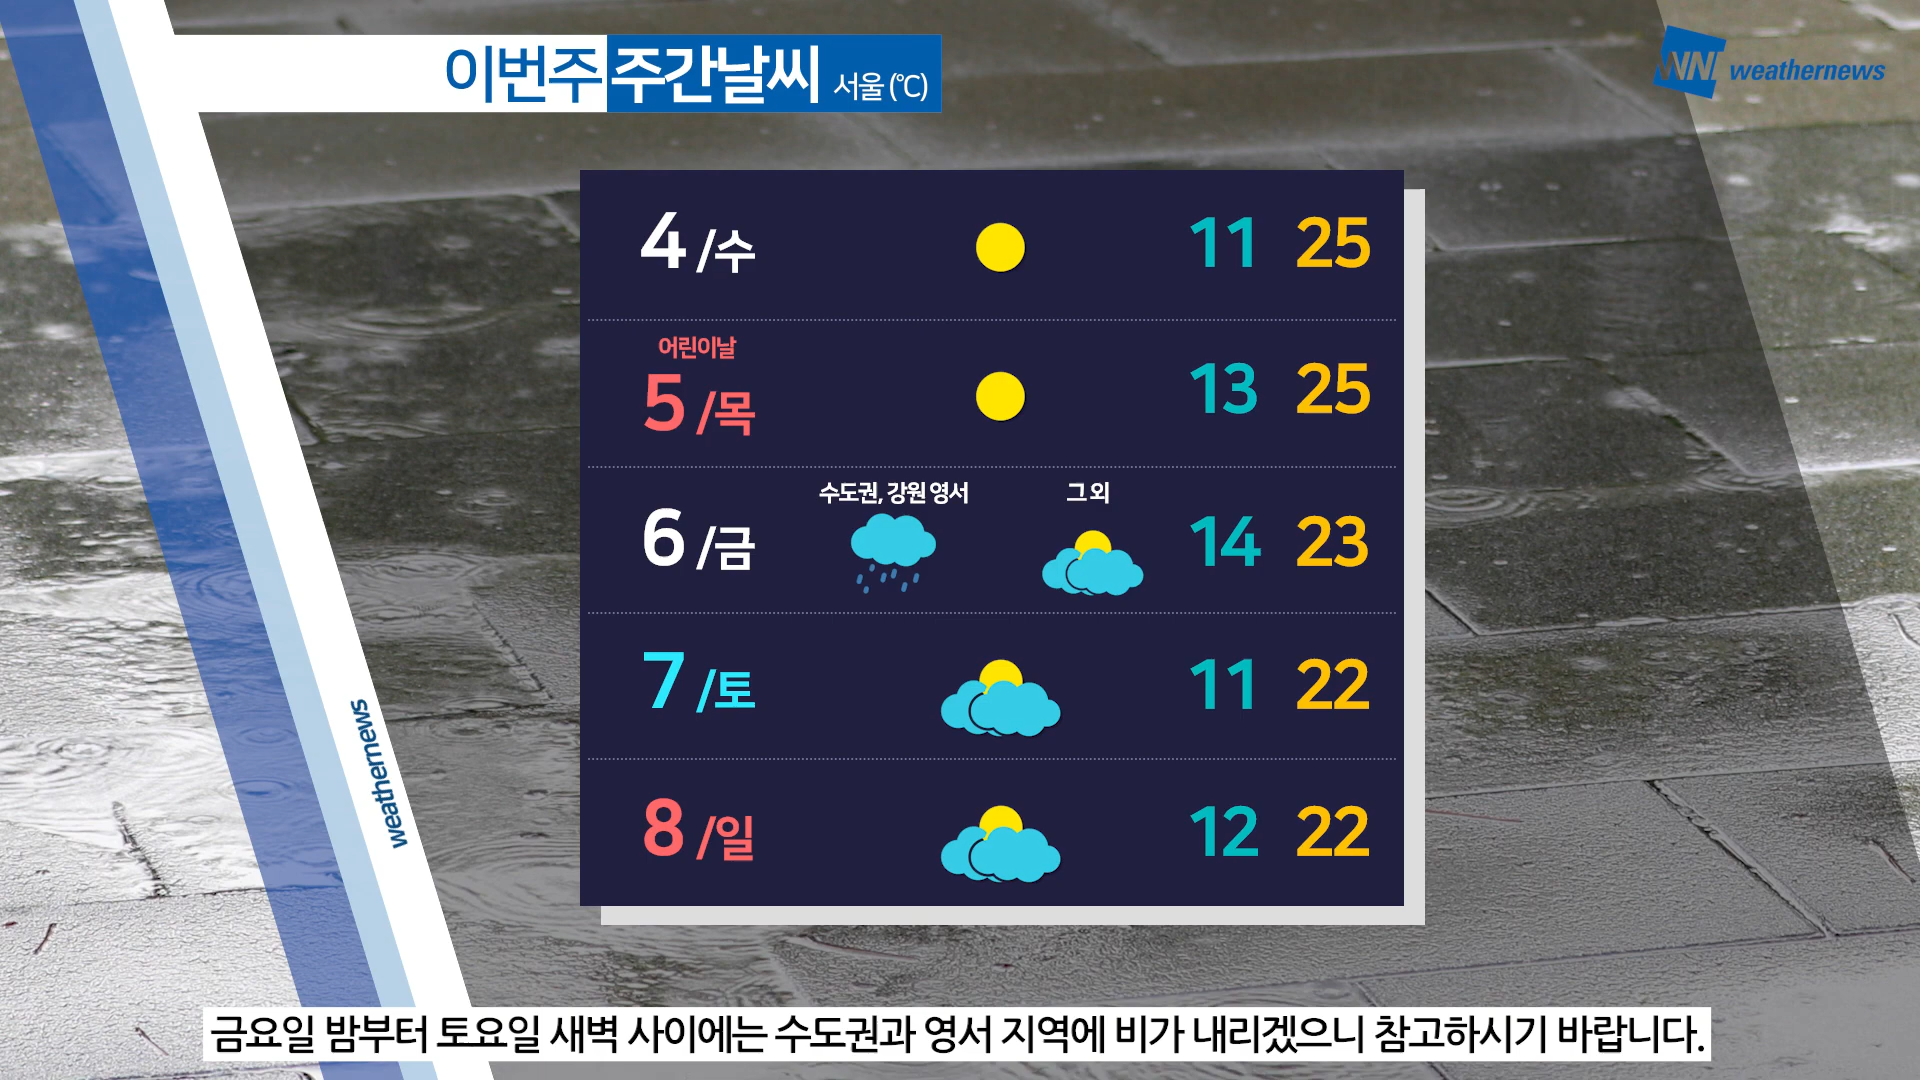 이번주 주간날씨 서울 (℃)
WN weathernews
4 /수 11 25
어린이날
5 /목 13 25
수도권, 강원 영서 그 외
6 /금 14 23
7 /토 11 22
8 /일 12 22
weathernews
금요일 밤부터 토요일 새벽 사이에는 수도권과 영서 지역에 비가 내리겠으니 참고하시기 바랍니다.